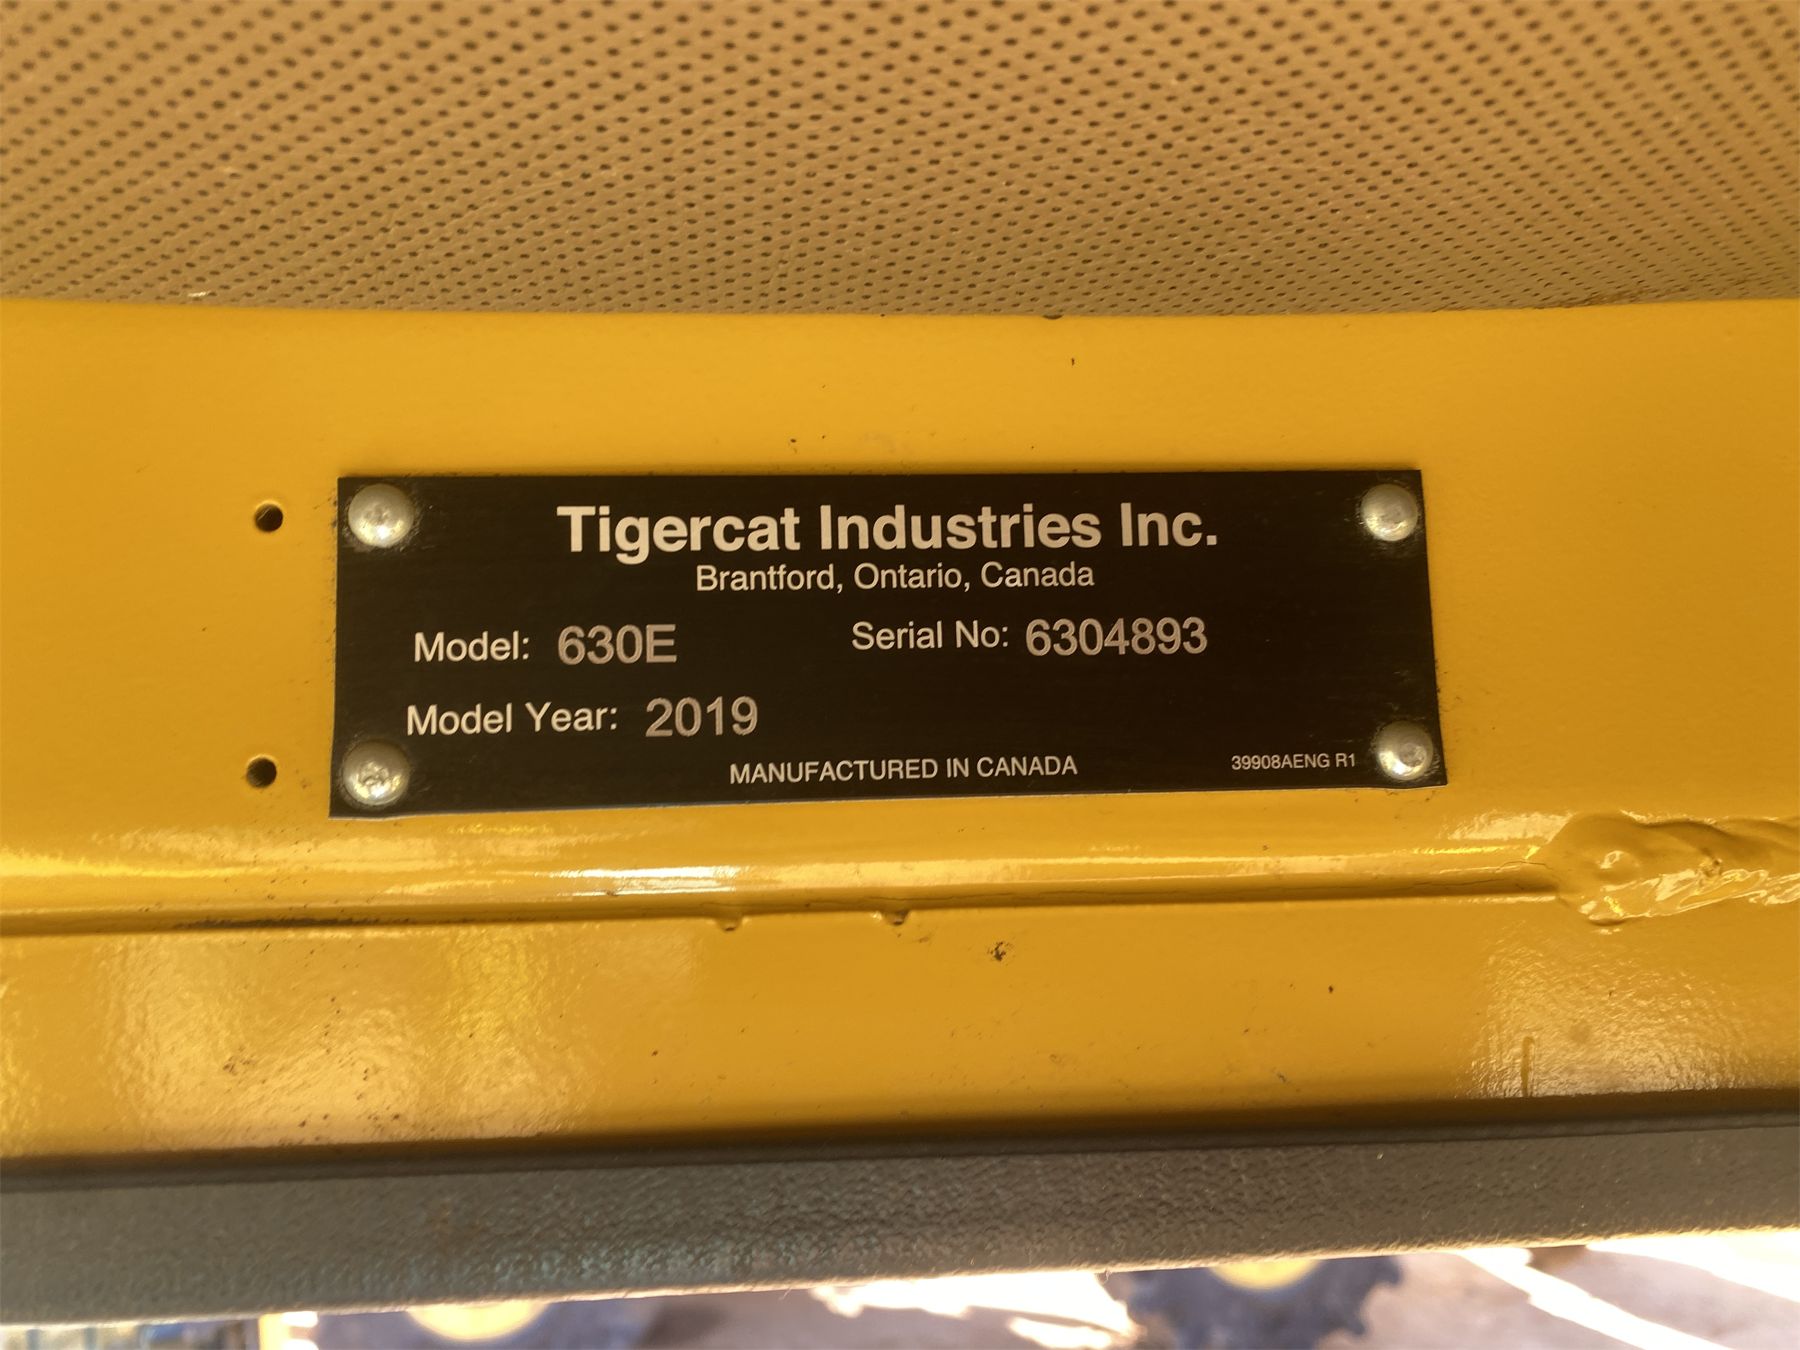 Tigercat Industries Inc.
Brantford, Ontario, Canada
Model: 630E Serial No: 6304893
Model Year: 2019
MANUFACTURED IN CANADA 39908AENG R1